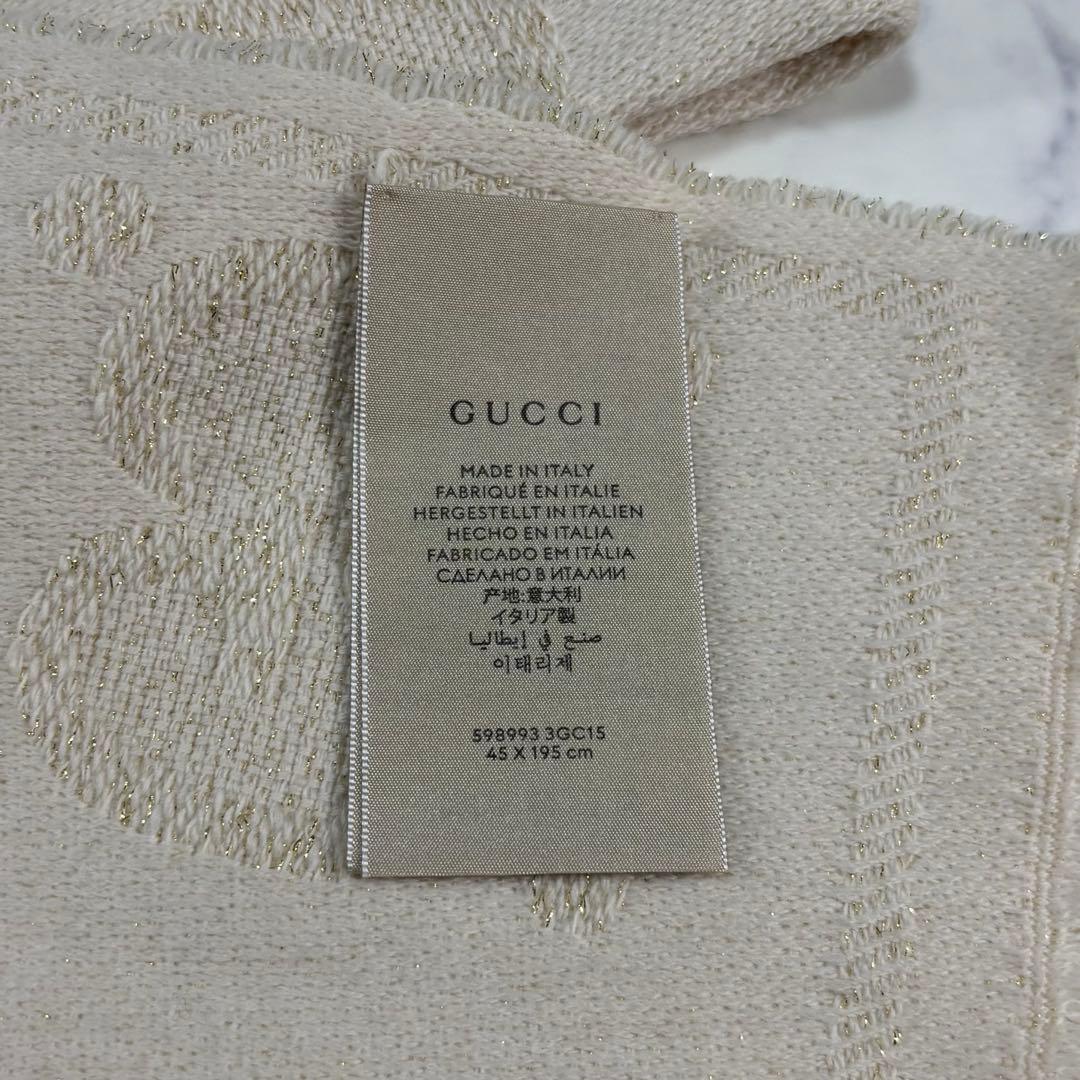 GUCCI
MADE IN ITALY
FABRIQUÉ EN ITALIE
HERGESTELLT IN ITALIEN
HECHO EN ITALIA
FABRICADO EM ITÁLIA
СДЕЛАНО В ИТАЛИИ
产地:意大利
イタリア製
صنع في إيطاليا
이태리제
598993 3GC15
45 X 195 cm